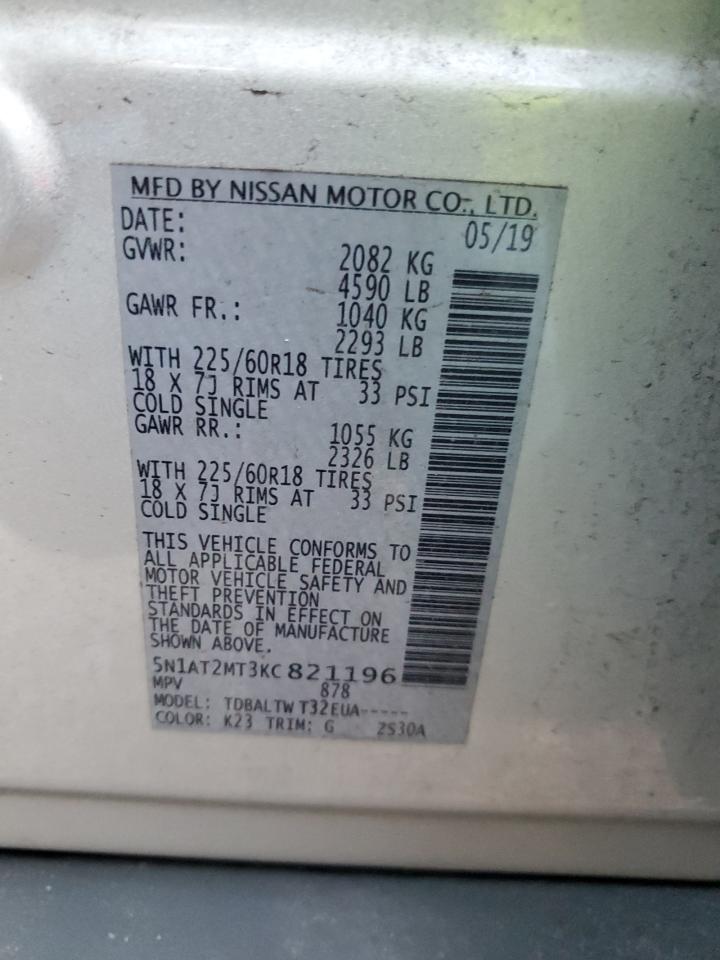 MFD BY NISSAN MOTOR CO., LTD.
DATE: 05/19
GVWR: 2082 KG
4590 LB
GAWR FR.: 1040 KG
2293 LB
WITH 225/60R18 TIRES
18 X 7J RIMS AT 33 PSI
COLD SINGLE
GAWR RR.: 1055 KG
2326 LB
WITH 225/60R18 TIRES
18 X 7J RIMS AT 33 PSI
COLD SINGLE
THIS VEHICLE CONFORMS TO
ALL APPLICABLE FEDERAL
MOTOR VEHICLE SAFETY AND
THEFT PREVENTION
STANDARDS IN EFFECT ON
THE DATE OF MANUFACTURE
SHOWN ABOVE.
5N1AT2MT3KC821196
MPV 878
MODEL: TDBALTW T32EUA-----
COLOR: K23 TRIM: G 2S30A